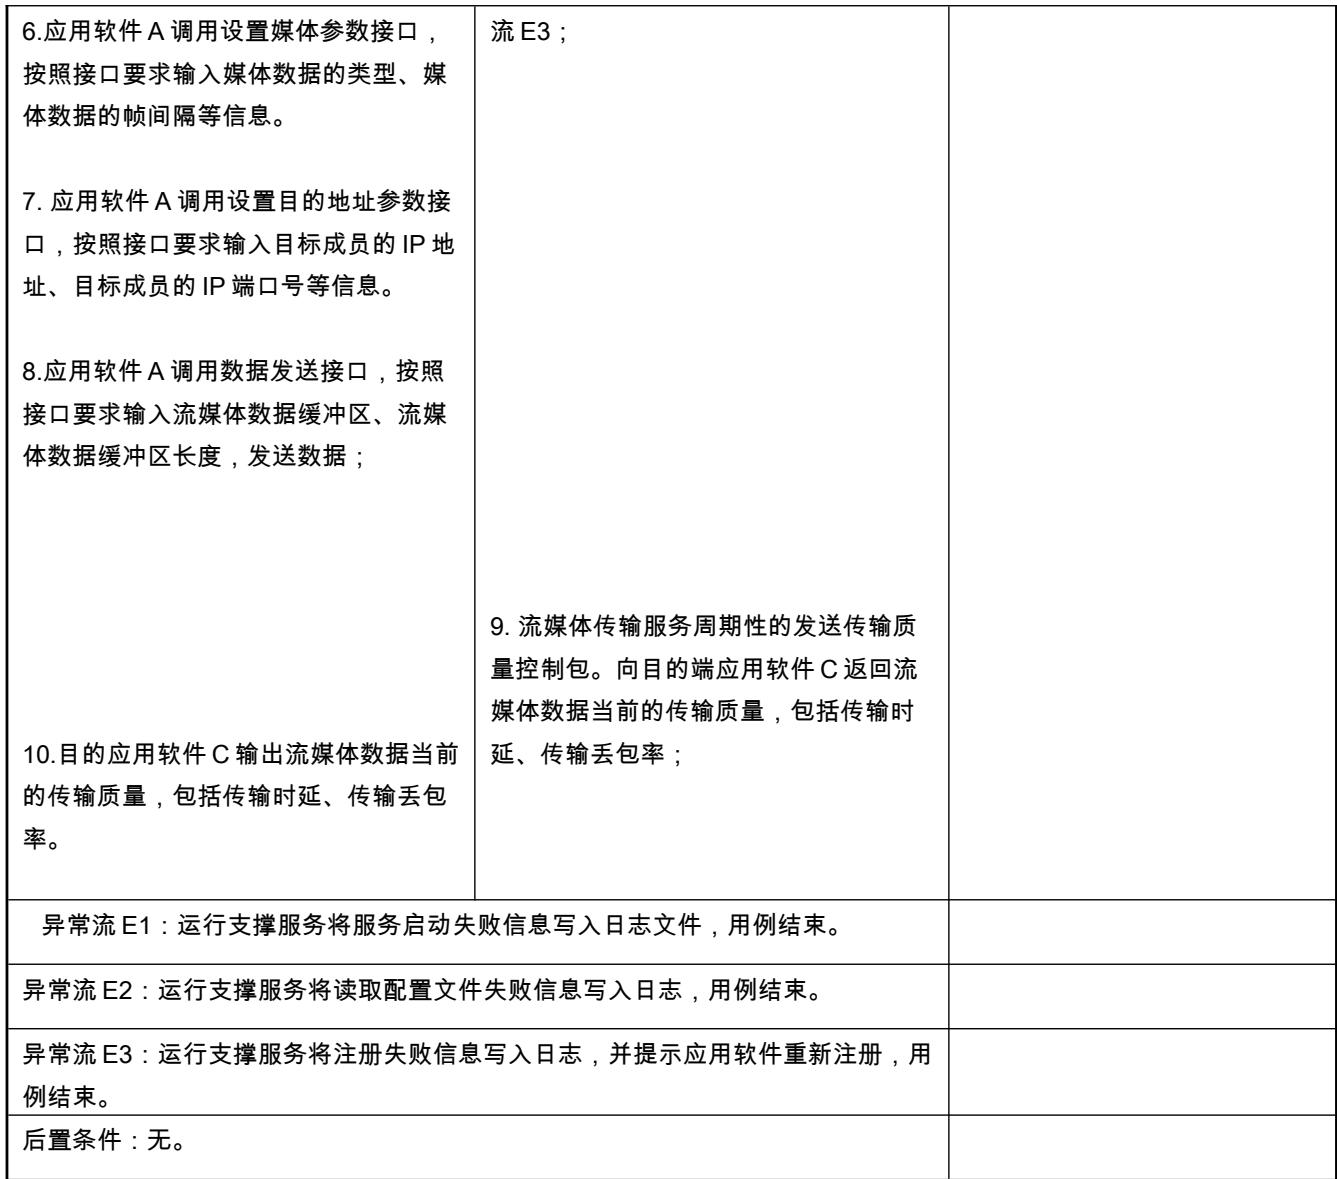 6.应用软件 A 调用设置媒体参数接口，
按照接口要求输入媒体数据的类型、媒
体数据的帧间隔等信息。
7. 应用软件 A 调用设置目的地址参数接
口，按照接口要求输入目标成员的 IP 地
址、目标成员的 IP 端口号等信息。
8.应用软件 A 调用数据发送接口，按照
接口要求输入流媒体数据缓冲区、流媒
体数据缓冲区长度，发送数据；
10.目的应用软件 C 输出流媒体数据当前
的传输质量，包括传输时延、传输丢包
率。
流 E3；
9. 流媒体传输服务周期性的发送传输质
量控制包。向目的端应用软件 C 返回流
媒体数据当前的传输质量，包括传输时
延、传输丢包率；
异常流 E1：运行支撑服务将服务启动失败信息写入日志文件，用例结束。
异常流 E2：运行支撑服务将读取配置文件失败信息写入日志，用例结束。
异常流 E3：运行支撑服务将注册失败信息写入日志，并提示应用软件重新注册，用
例结束。
后置条件：无。